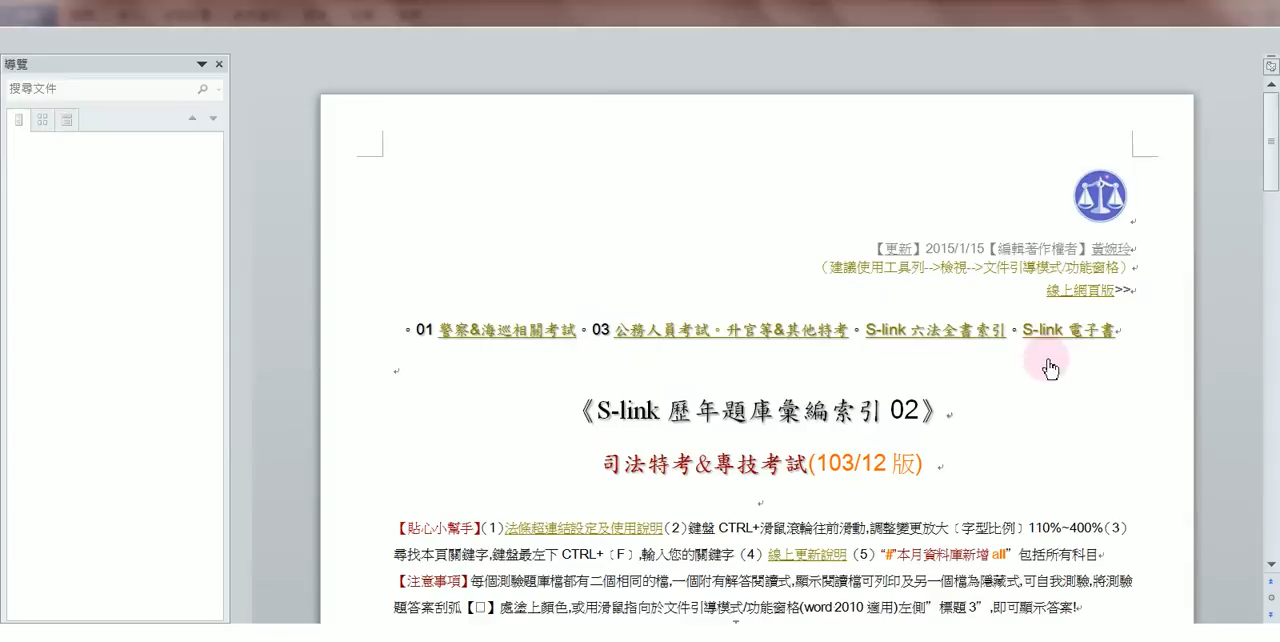 導覽
搜尋文件
【更新】2015/1/15【編輯著作權者】黃婉玲
（建議使用工具列-->檢視-->文件引導模式/功能窗格）
線上網頁版>>
。01 警察&海巡相關考試。03 公務人員考試。升官等&其他特考。S-link 六法全書索引。S-link 電子書
《S-link 歷年題庫彙編索引 02》
司法特考&專技考試(103/12 版)
【貼心小幫手】(1)法條超連結設定及使用說明(2)鍵盤 CTRL+滑鼠滾輪往前滑動,調整變更放大〔字型比例〕110%~400%(3)
尋找本頁關鍵字,鍵盤最左下 CTRL+〔F〕,輸入您的關鍵字 (4) 線上更新說明 (5) “#”本月資料庫新增 all” 包括所有科目
【注意事項】每個測驗題庫檔都有二個相同的檔,一個附有解答閱讀式,顯示閱讀檔可列印及另一個檔為隱藏式,可自我測驗,將測驗
題答案刮弧【□】處塗上顏色,或用滑鼠指向於文件引導模式/功能窗格(word 2010 適用)左側”標題 3”,即可顯示答案!